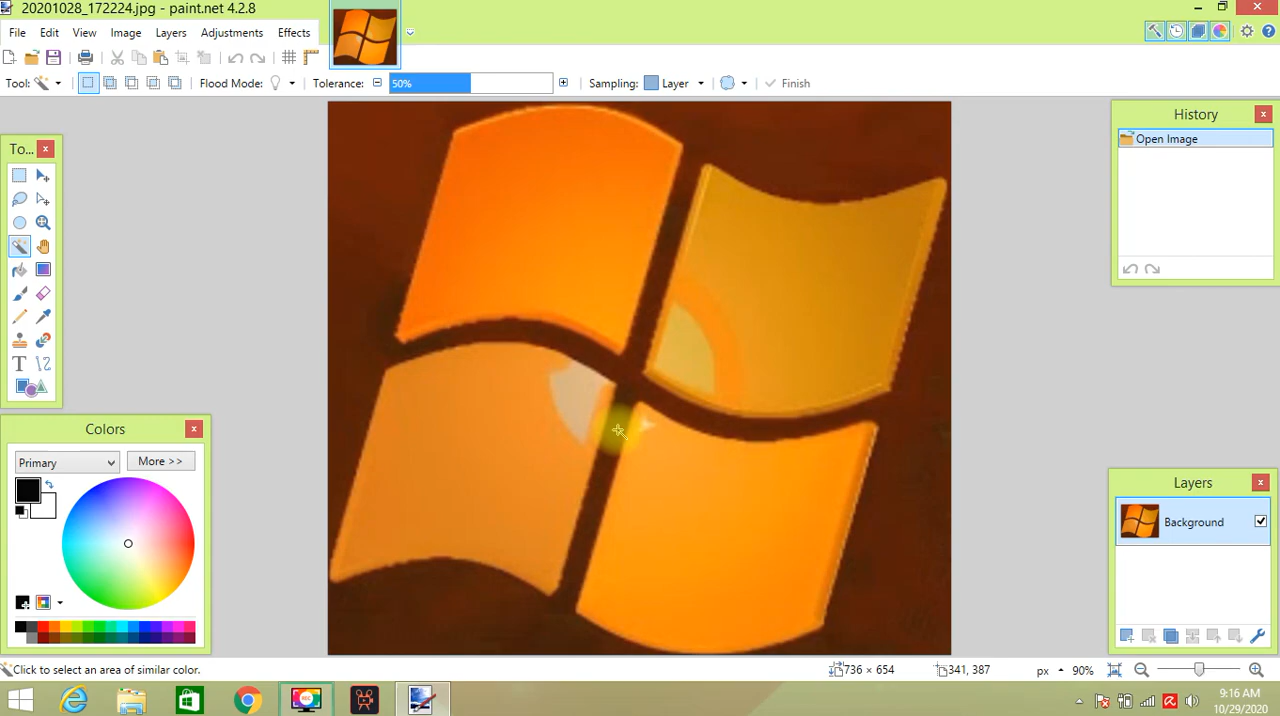 20201028_172224.jpg - paint.net 4.2.8
File Edit View Image Layers Adjustments Effects
Tool: Flood Mode: Tolerance: 50% Sampling: Layer Finish
To...
History
Open Image
Colors
Primary More >>
Layers
Background
Click to select an area of similar color. 736 × 654 341, 387 px 90%
REC
9:16 AM
10/29/2020